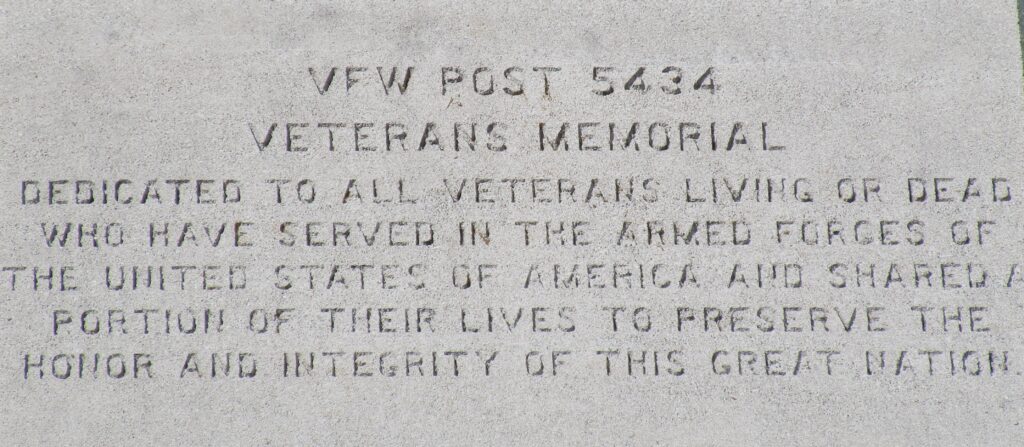 VFW POST 5434
VETERANS MEMORIAL
DEDICATED TO ALL VETERANS LIVING OR DEAD
WHO HAVE SERVED IN THE ARMED FORCES OF
THE UNITED STATES OF AMERICA AND SHARED A
PORTION OF THEIR LIVES TO PRESERVE THE
HONOR AND INTEGRITY OF THIS GREAT NATION.